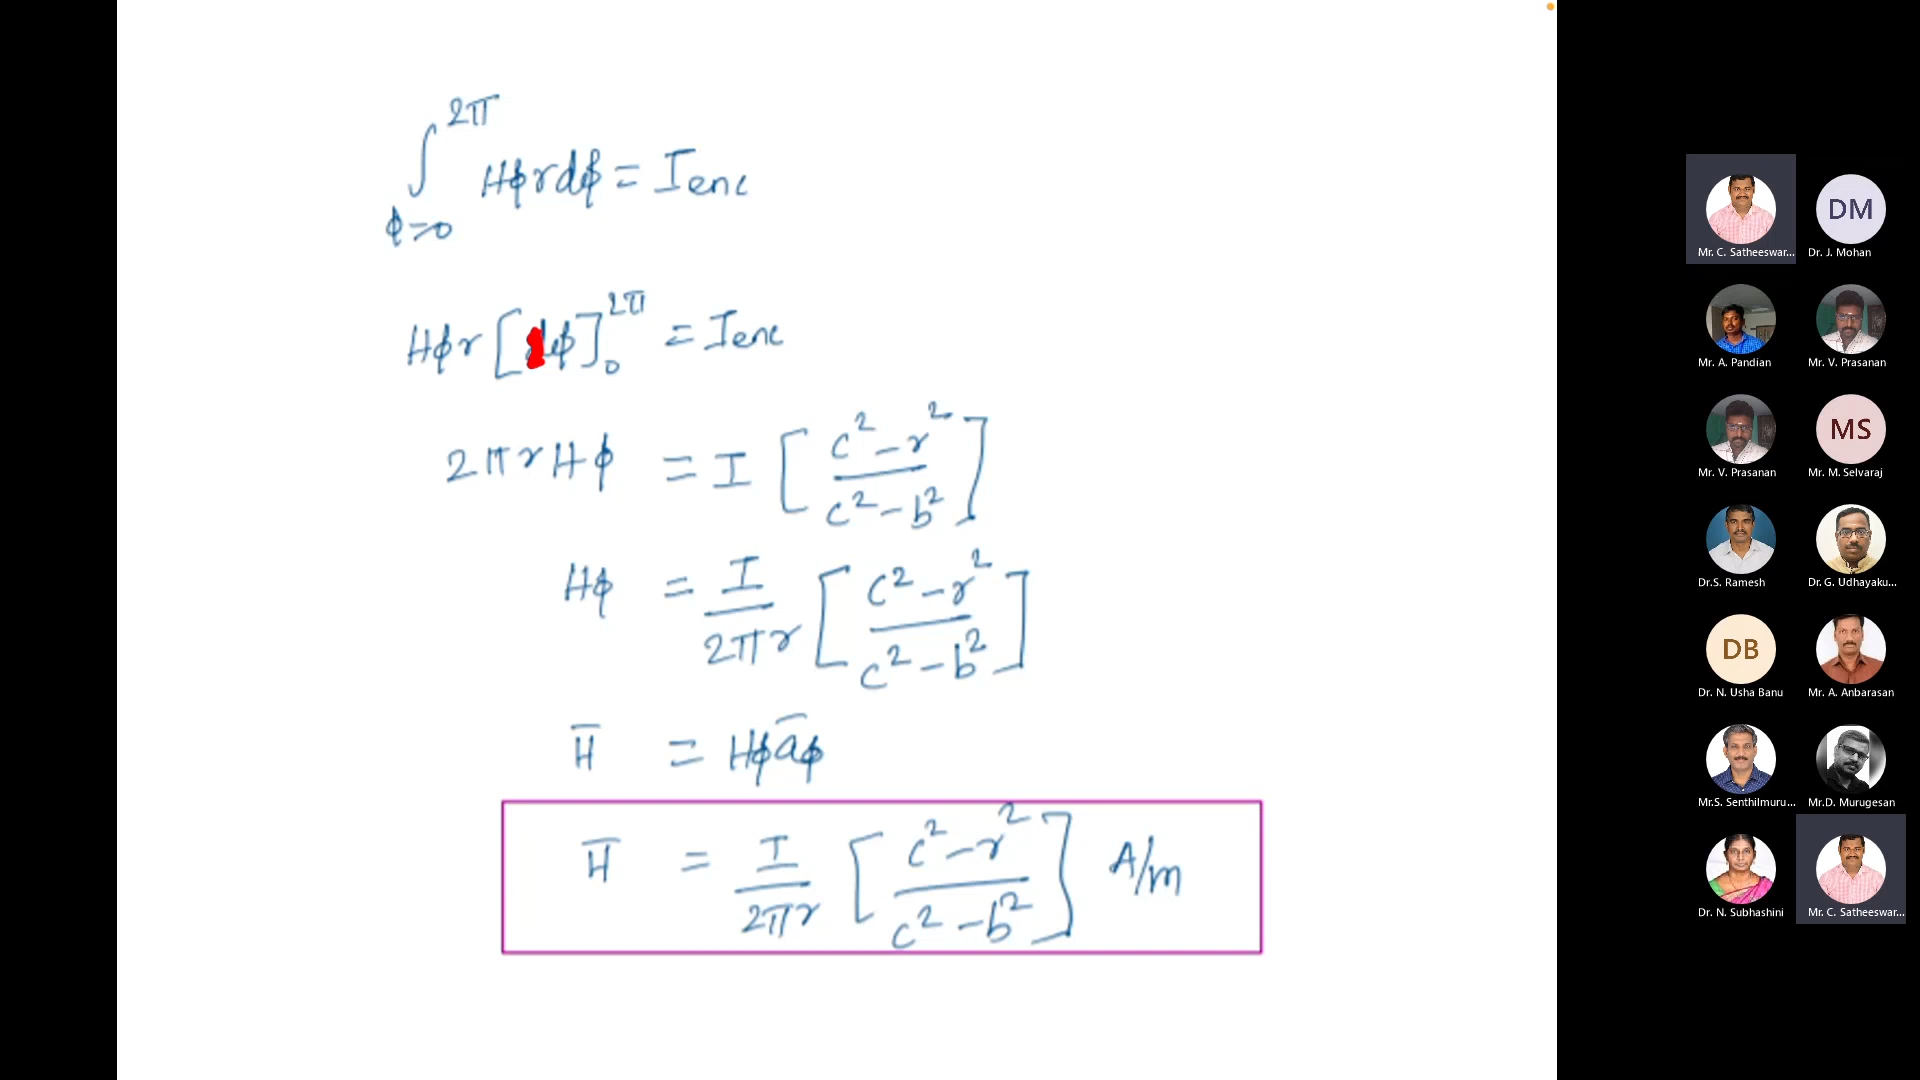 ∫_{ϕ=0}^{2π} Hϕ r dϕ = Ienc
Hϕ r [dϕ]_0^{2π} = Ienc
2πr Hϕ = I [(c² - r²)/(c² - b²)]
Hϕ = I/(2πr) [(c² - r²)/(c² - b²)]
H̅ = Hϕ a̅ϕ
H̅ = I/(2πr) [(c² - r²)/(c² - b²)] A/m
Mr. C. Satheeswar...
DM
Dr. J. Mohan
Mr. A. Pandian
Mr. V. Prasanan
Mr. V. Prasanan
MS
Mr. M. Selvaraj
Dr.S. Ramesh
Dr. G. Udhayaku...
DB
Dr. N. Usha Banu
Mr. A. Anbarasan
Mr.S. Senthilmuru...
Mr.D. Murugesan
Dr. N. Subhashini
Mr. C. Satheeswar...